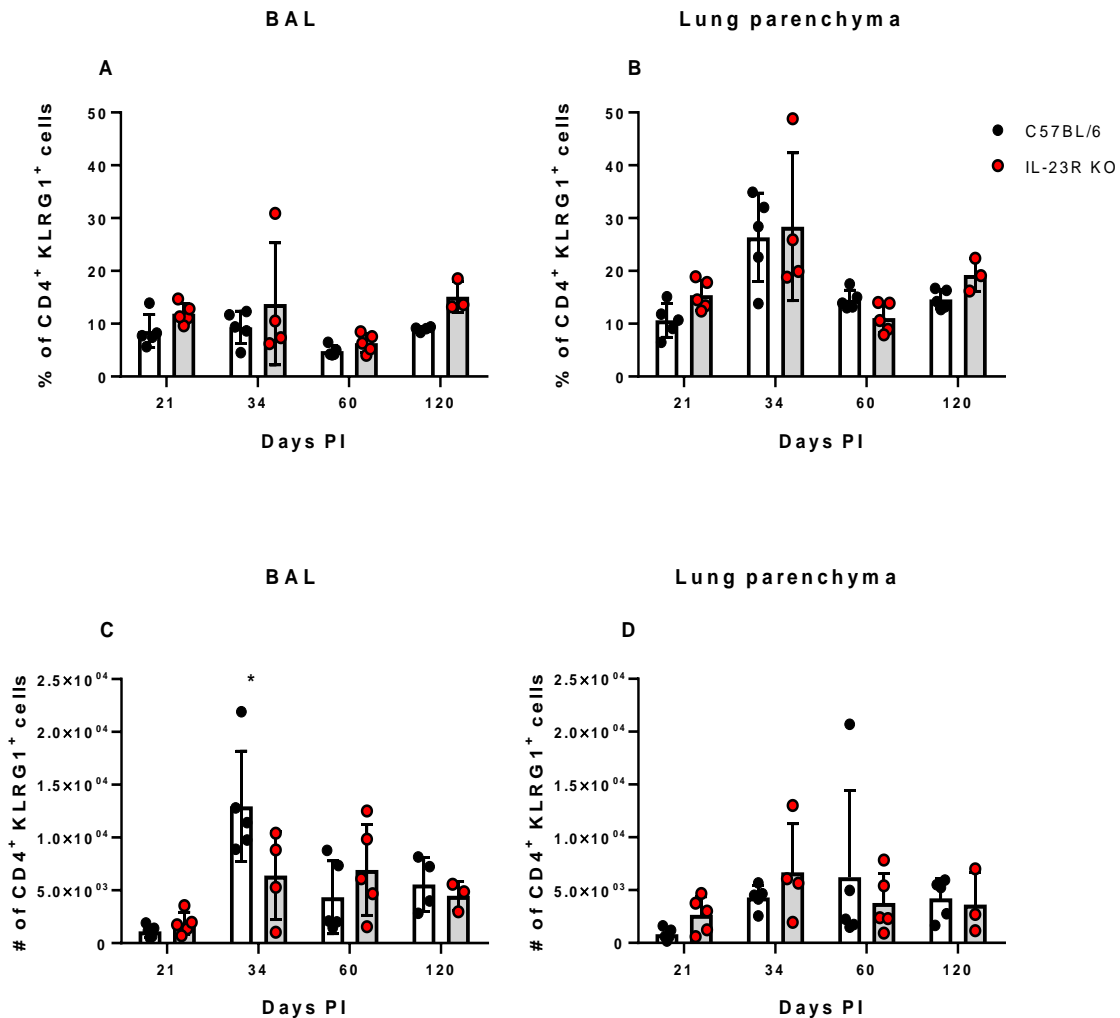 BAL
Lung parenchyma
A
B
% of CD4⁺ KLRG1⁺ cells
50
40
30
20
10
0
21
34
60
120
Days PI
% of CD4⁺ KLRG1⁺ cells
50
40
30
20
10
0
21
34
60
120
Days PI
C57BL/6
IL-23R KO
BAL
Lung parenchyma
C
D
# of CD4⁺ KLRG1⁺ cells
2.5×10⁰⁴
2.0×10⁰⁴
1.5×10⁰⁴
1.0×10⁰⁴
5.0×10⁰³
0
*
21
34
60
120
Days PI
# of CD4⁺ KLRG1⁺ cells
2.5×10⁰⁴
2.0×10⁰⁴
1.5×10⁰⁴
1.0×10⁰⁴
5.0×10⁰³
0
21
34
60
120
Days PI